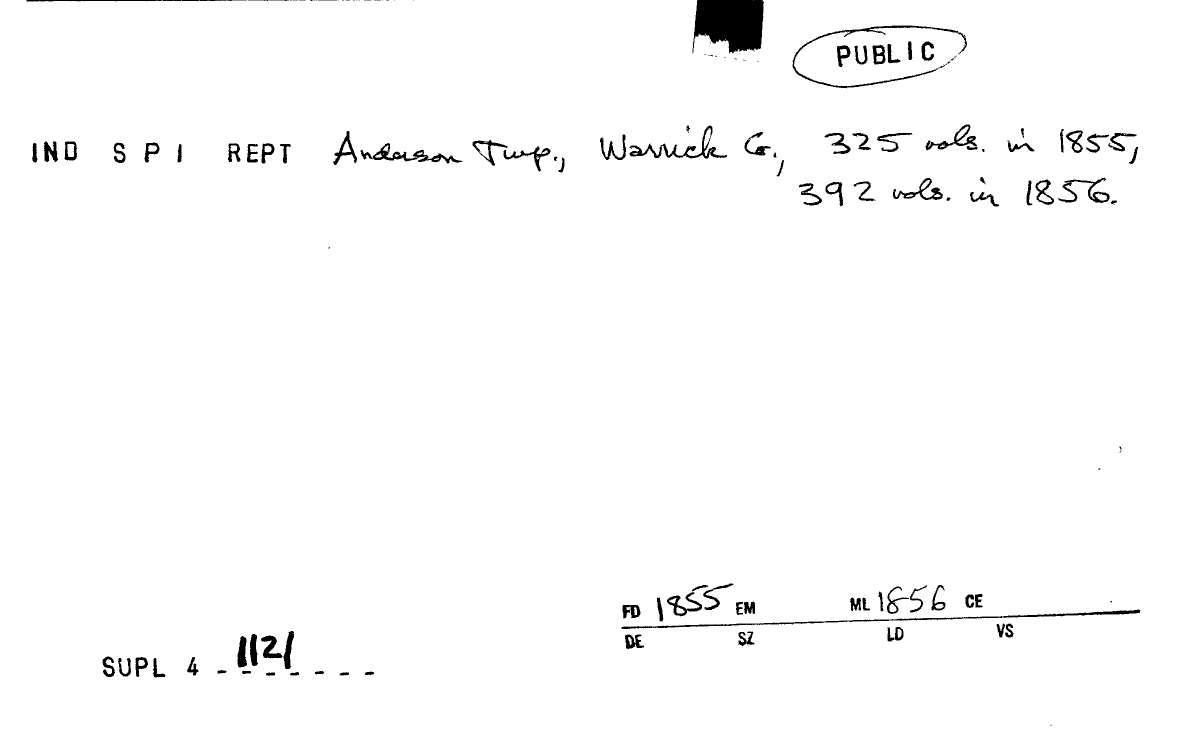 PUBLIC
IND S P I REPT Anderson Twp., Warrick Co., 325 vols. in 1855,
392 vols. in 1856.
FD 1855 EM ML 1856 CE
DE SZ LD VS
SUPL 4 - 1121 - - - - - -